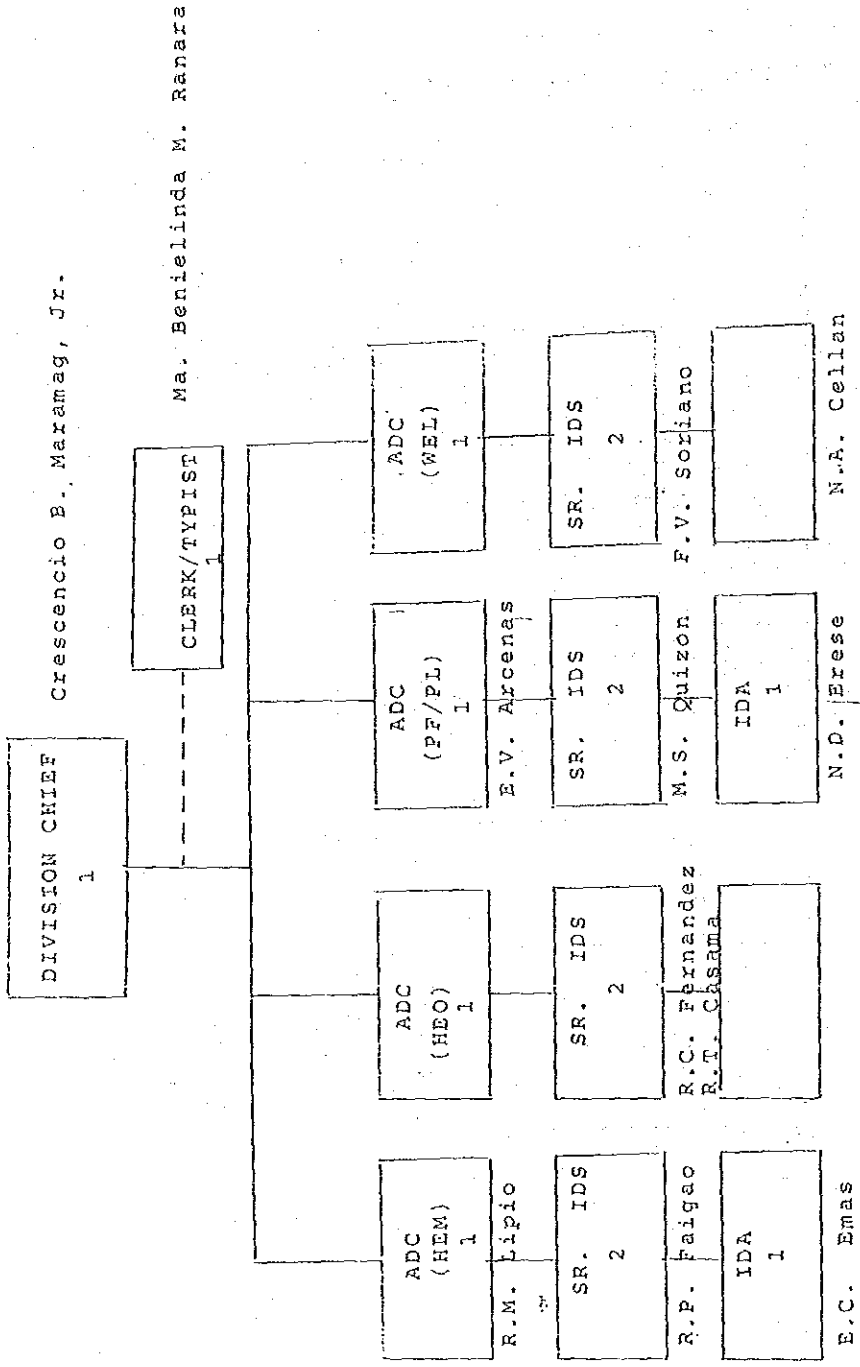 DIVISION CHIEF
1
Crescencio B. Maramag, Jr.
CLERK/TYPIST
1
Ma. Benielinda M. Ranara
ADC
(HEM)
1
R.M. Lipio
SR. IDS
2
R.P. Faigao
IDA
1
E.C. Emas
ADC
(HEO)
1
SR. IDS
2
R.C. Fernandez
R.T. Casama
ADC
(PF/PL)
1
E.V. Arcenas
SR. IDS
2
M.S. Quizon
IDA
1
N.D. Erese
ADC
(WEL)
1
SR. IDS
2
F.V. Soriano
N.A. Cellan